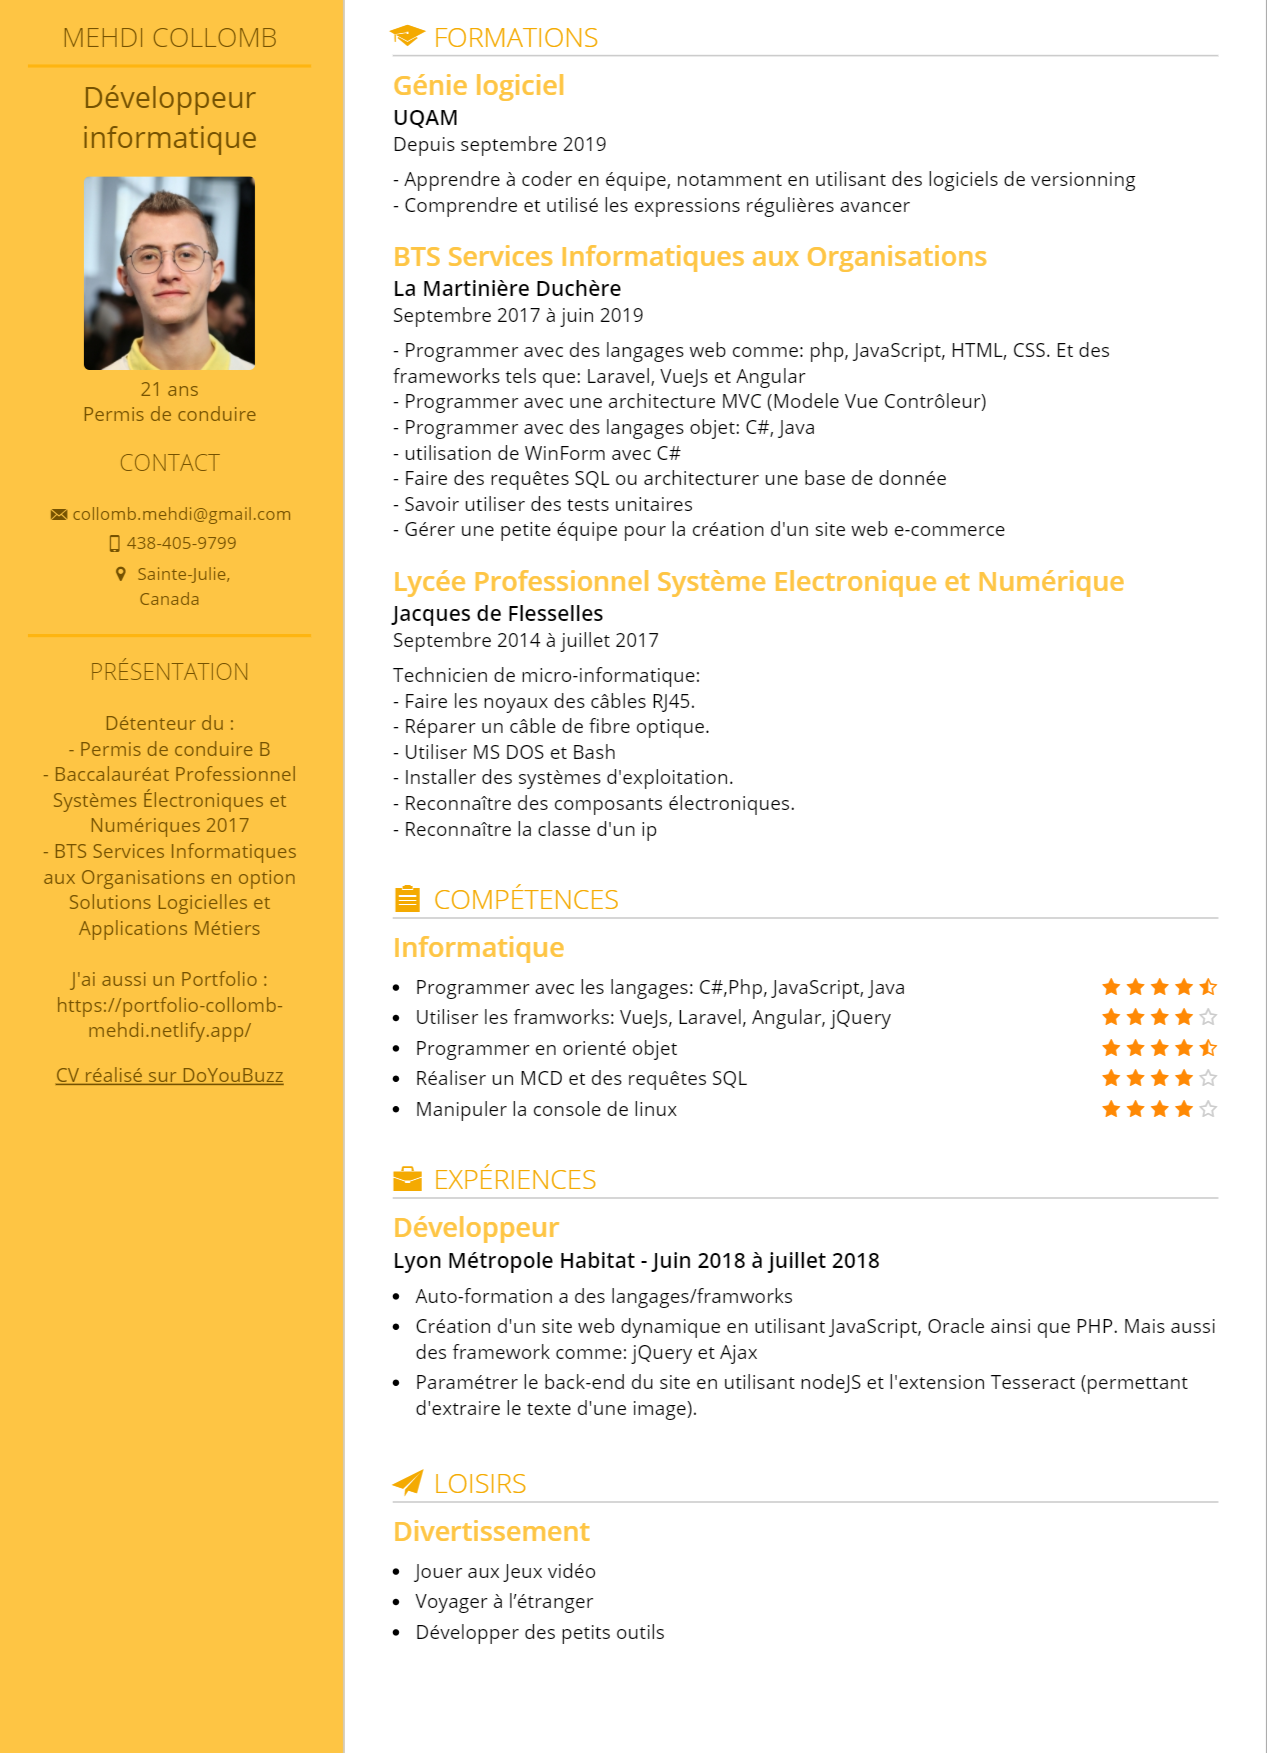 MEHDI COLLOMB
Développeur
informatique
21 ans
Permis de conduire
CONTACT
collomb.mehdi@gmail.com
438-405-9799
Sainte-Julie,
Canada
PRÉSENTATION
Détenteur du :
- Permis de conduire B
- Baccalauréat Professionnel
Systèmes Électroniques et
Numériques 2017
- BTS Services Informatiques
aux Organisations en option
Solutions Logicielles et
Applications Métiers
J'ai aussi un Portfolio :
https://portfolio-collomb-
mehdi.netlify.app/
CV réalisé sur DoYouBuzz
FORMATIONS
Génie logiciel
UQAM
Depuis septembre 2019
- Apprendre à coder en équipe, notamment en utilisant des logiciels de versionning
- Comprendre et utilisé les expressions régulières avancer
BTS Services Informatiques aux Organisations
La Martinière Duchère
Septembre 2017 à juin 2019
- Programmer avec des langages web comme: php, JavaScript, HTML, CSS. Et des
frameworks tels que: Laravel, VueJs et Angular
- Programmer avec une architecture MVC (Modele Vue Contrôleur)
- Programmer avec des langages objet: C#, Java
- utilisation de WinForm avec C#
- Faire des requêtes SQL ou architecturer une base de donnée
- Savoir utiliser des tests unitaires
- Gérer une petite équipe pour la création d'un site web e-commerce
Lycée Professionnel Système Electronique et Numérique
Jacques de Flesselles
Septembre 2014 à juillet 2017
Technicien de micro-informatique:
- Faire les noyaux des câbles RJ45.
- Réparer un câble de fibre optique.
- Utiliser MS DOS et Bash
- Installer des systèmes d'exploitation.
- Reconnaître des composants électroniques.
- Reconnaître la classe d'un ip
COMPÉTENCES
Informatique
• Programmer avec les langages: C#,Php, JavaScript, Java
• Utiliser les framworks: VueJs, Laravel, Angular, jQuery
• Programmer en orienté objet
• Réaliser un MCD et des requêtes SQL
• Manipuler la console de linux
EXPÉRIENCES
Développeur
Lyon Métropole Habitat - Juin 2018 à juillet 2018
• Auto-formation a des langages/framworks
• Création d'un site web dynamique en utilisant JavaScript, Oracle ainsi que PHP. Mais aussi
des framework comme: jQuery et Ajax
• Paramétrer le back-end du site en utilisant nodeJS et l'extension Tesseract (permettant
d'extraire le texte d'une image).
LOISIRS
Divertissement
• Jouer aux Jeux vidéo
• Voyager à l’étranger
• Développer des petits outils